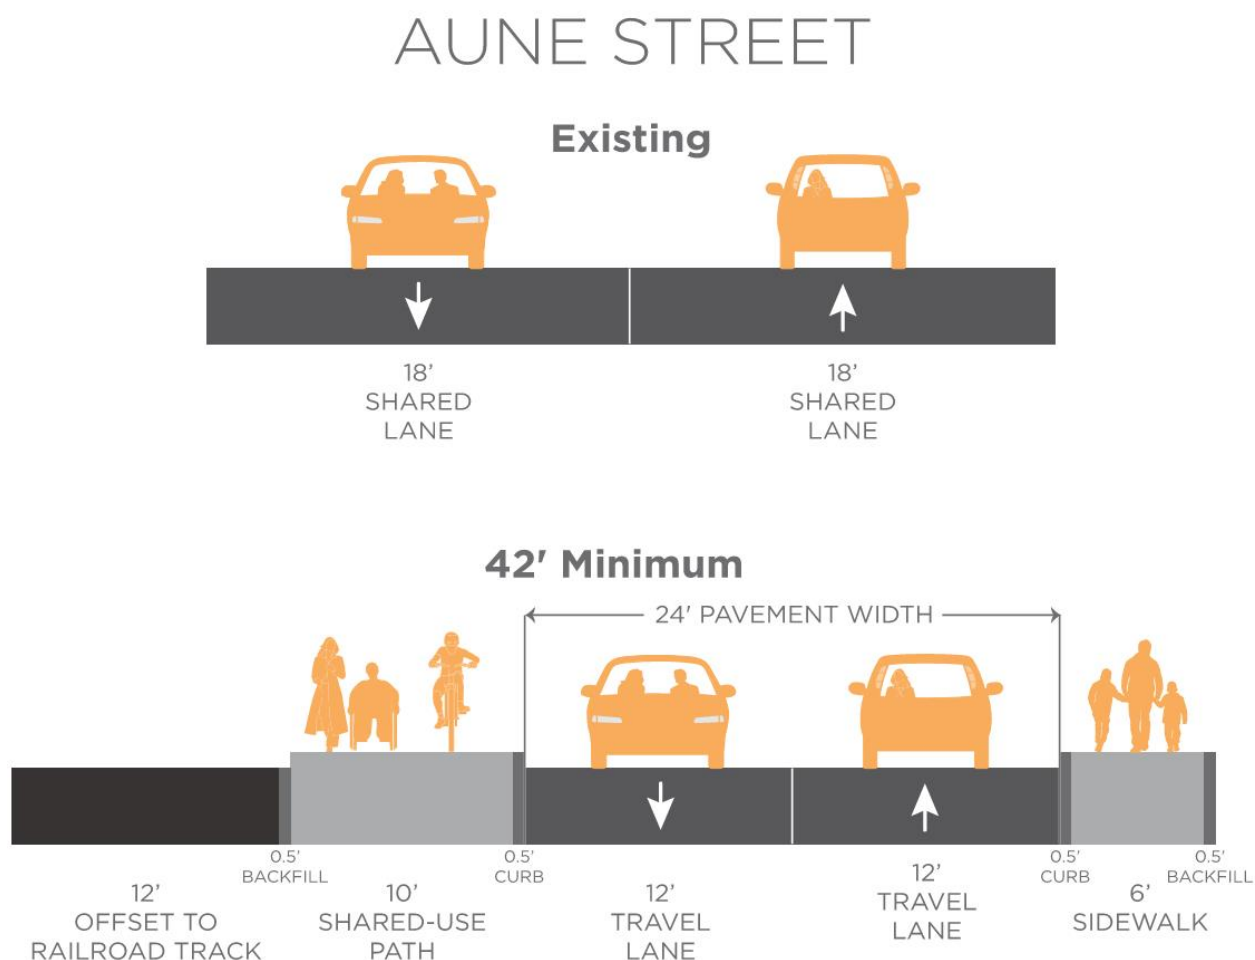 AUNE STREET
Existing
18’
SHARED
LANE
18’
SHARED
LANE
42' Minimum
24' PAVEMENT WIDTH
0.5’
BACKFILL
0.5’
CURB
0.5’
CURB
0.5’
BACKFILL
12’
OFFSET TO
RAILROAD TRACK
10’
SHARED-USE
PATH
12’
TRAVEL
LANE
12’
TRAVEL
LANE
6’
SIDEWALK